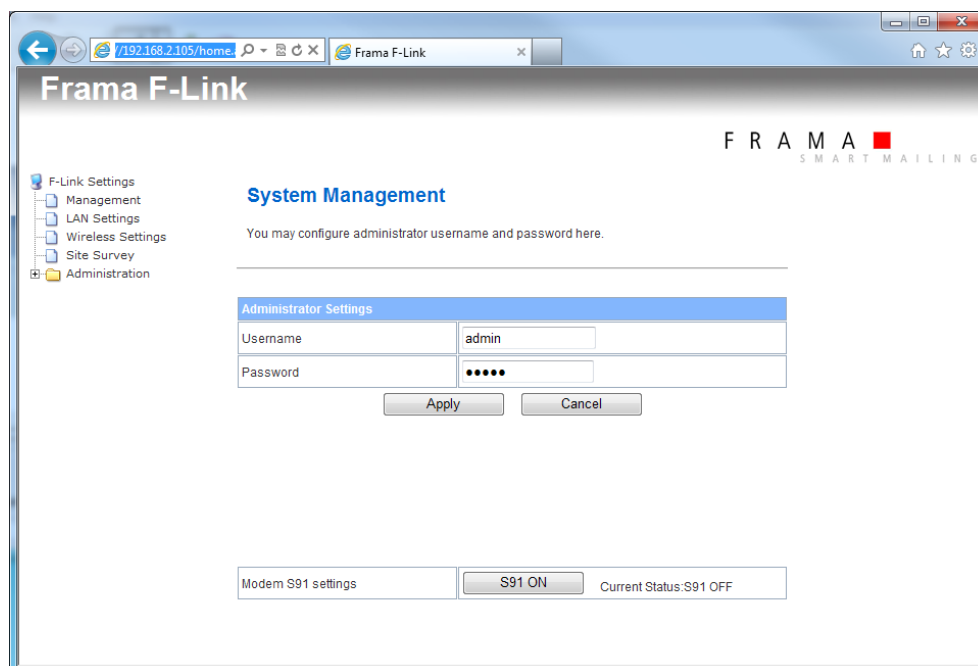 //192.168.2.105/home.
Frama F-Link
Frama F-Link
FRAMA
SMART MAILING
F-Link Settings
Management
LAN Settings
Wireless Settings
Site Survey
Administration
System Management
You may configure administrator username and password here.
Administrator Settings
Username admin
Password •••••
Apply Cancel
Modem S91 settings S91 ON Current Status:S91 OFF